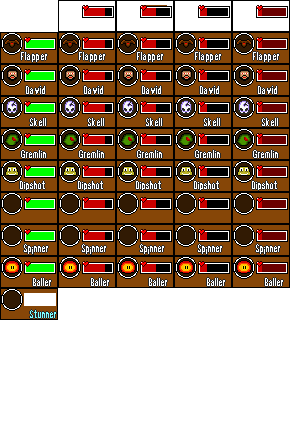 Flapper Flapper Flapper Flapper Flapper
David David David David David
Skell Skell Skell Skell Skell
Gremlin Gremlin Gremlin Gremlin Gremlin
Dipshot Dipshot Dipshot Dipshot Dipshot
Spinner Spinner Spinner Spinner Spinner
Baller Baller Baller Baller Baller
Stunner